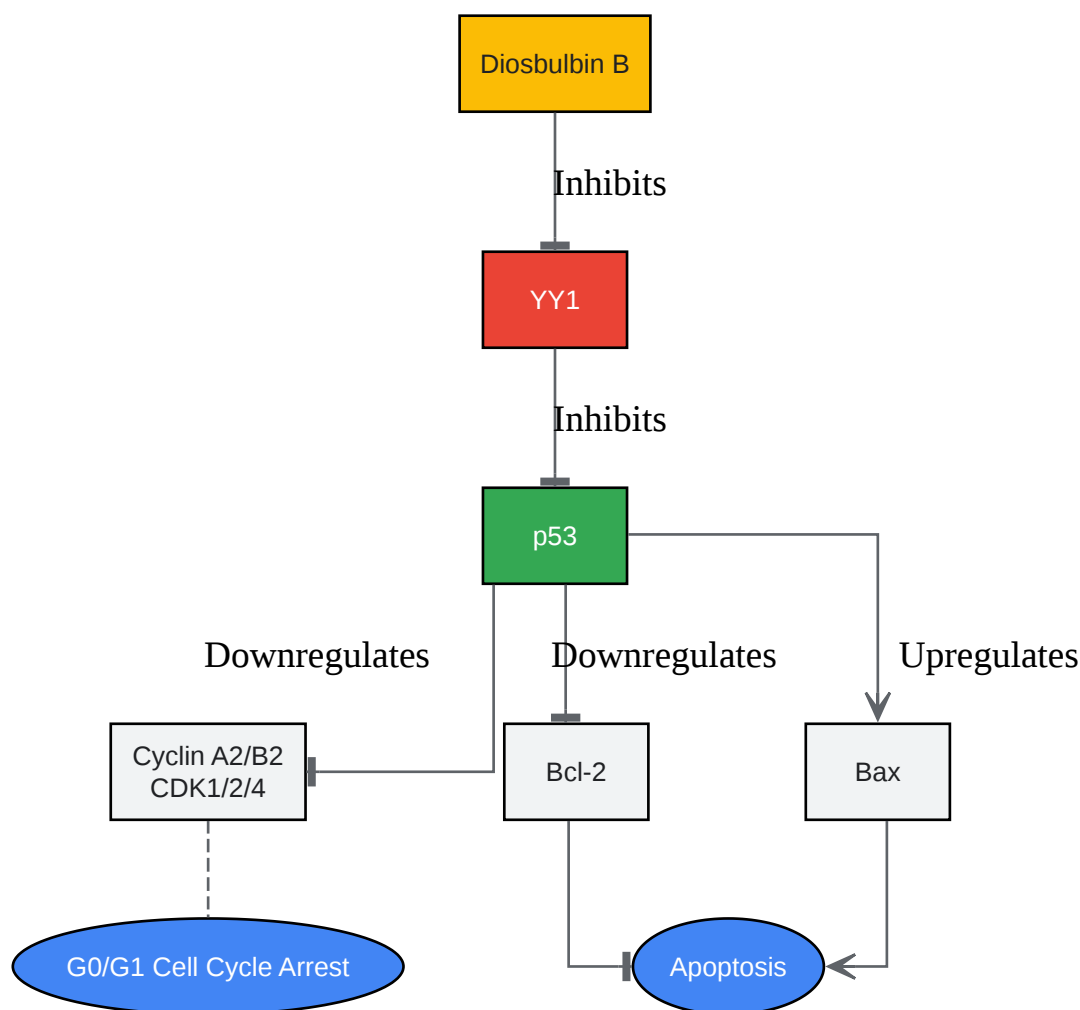 Diosbulbin B
Inhibits
YY1
Inhibits
p53
Downregulates
Downregulates
Upregulates
Cyclin A2/B2
CDK1/2/4
Bcl-2
Bax
G0/G1 Cell Cycle Arrest
Apoptosis